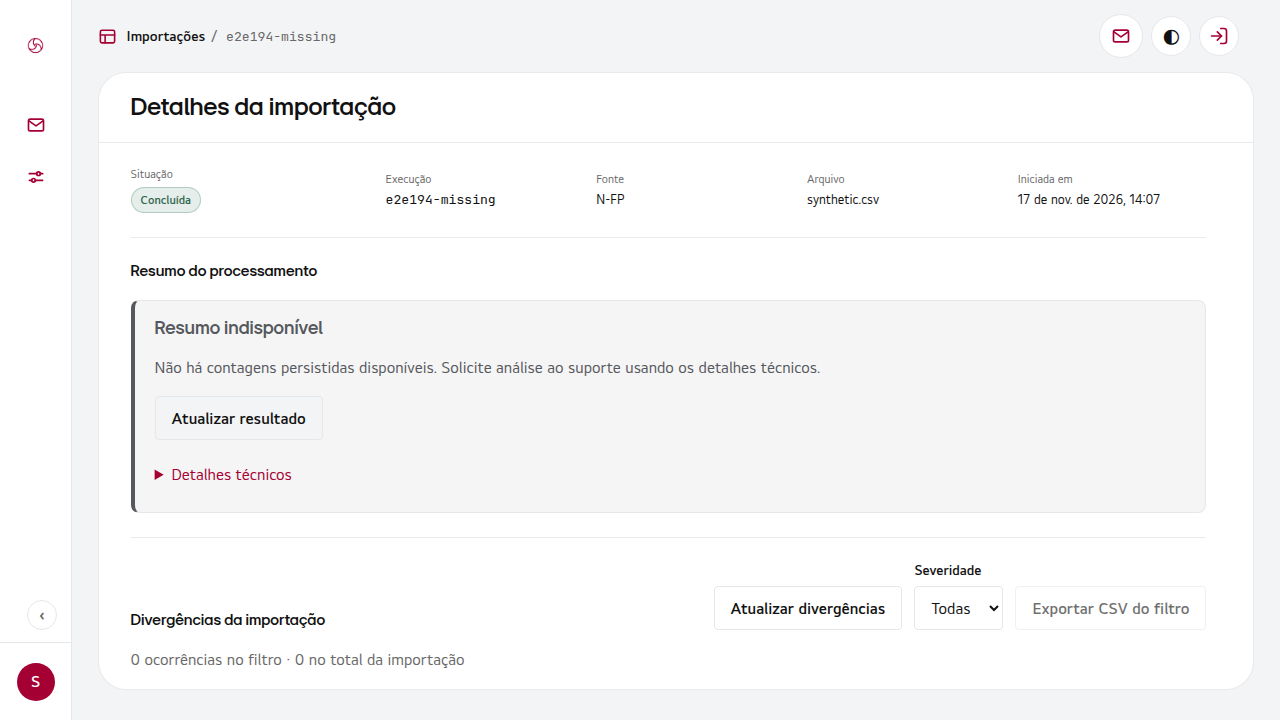 Importações / e2e194-missing
Detalhes da importação
Situação
Concluída
Execução
e2e194-missing
Fonte
N-FP
Arquivo
synthetic.csv
Iniciada em
17 de nov. de 2026, 14:07
Resumo do processamento
Resumo indisponível
Não há contagens persistidas disponíveis. Solicite análise ao suporte usando os detalhes técnicos.
Atualizar resultado
Detalhes técnicos
Divergências da importação
Atualizar divergências
Severidade
Todas
Exportar CSV do filtro
0 ocorrências no filtro · 0 no total da importação
S